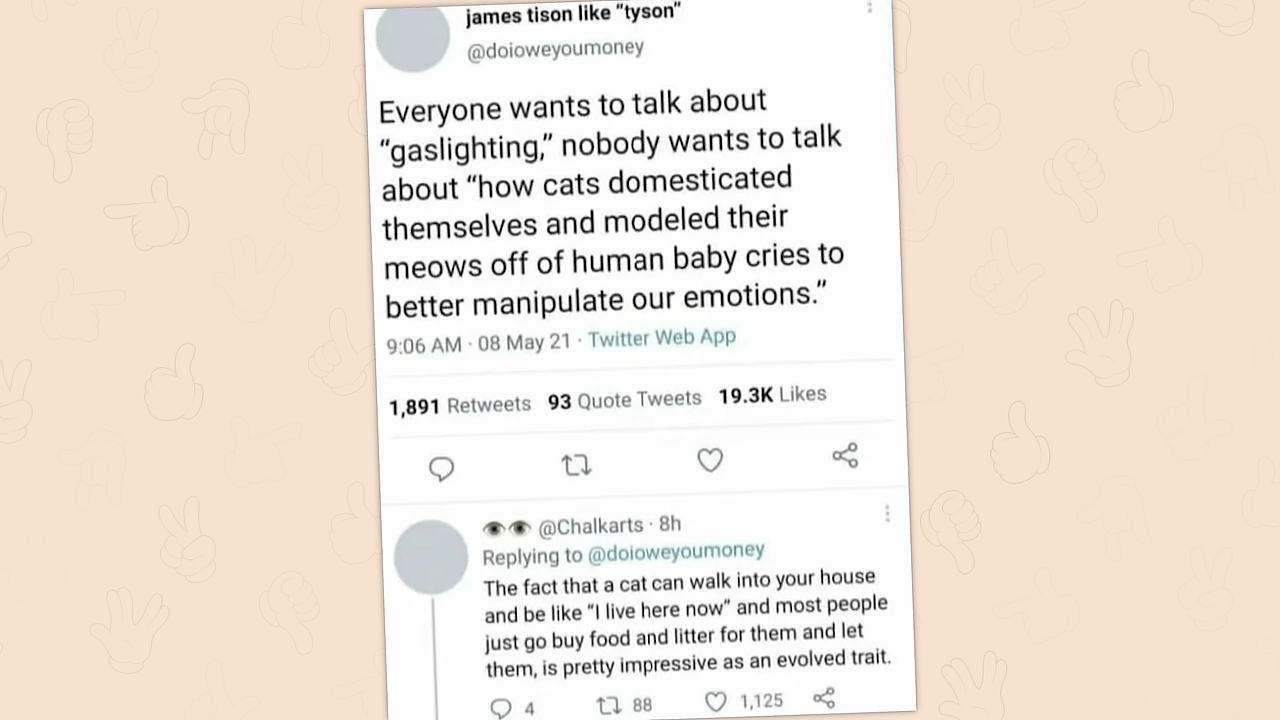 james tison like “tyson”
@doioweyoumoney
Everyone wants to talk about
“gaslighting,” nobody wants to talk
about “how cats domesticated
themselves and modeled their
meows off of human baby cries to
better manipulate our emotions.”
9:06 AM · 08 May 21 · Twitter Web App
1,891 Retweets 93 Quote Tweets 19.3K Likes
👁️👁️ @Chalkarts · 8h
Replying to @doioweyoumoney
The fact that a cat can walk into your house
and be like “I live here now” and most people
just go buy food and litter for them and let
them, is pretty impressive as an evolved trait.
4 88 1,125